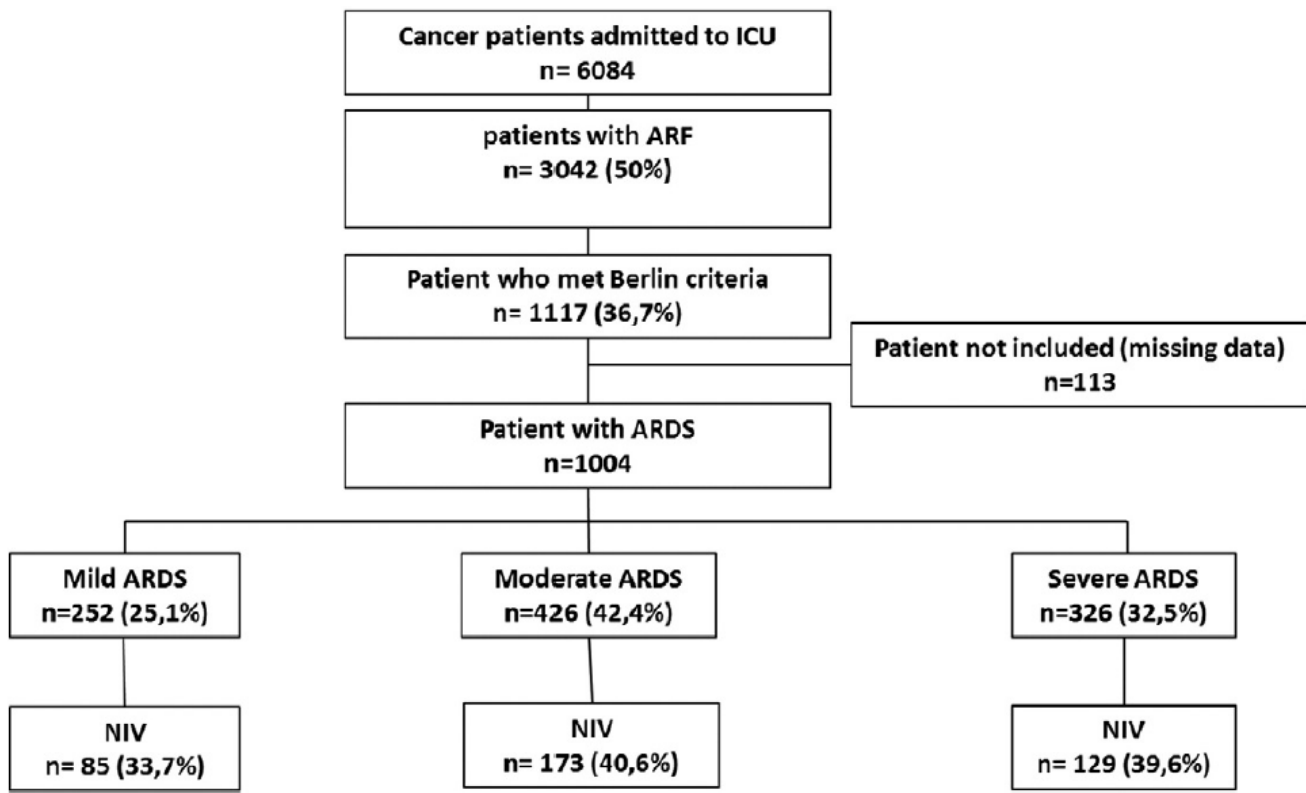 Cancer patients admitted to ICU
n= 6084
patients with ARF
n= 3042 (50%)
Patient who met Berlin criteria
n= 1117 (36,7%)
Patient not included (missing data)
n=113
Patient with ARDS
n=1004
Mild ARDS
n=252 (25,1%)
Moderate ARDS
n=426 (42,4%)
Severe ARDS
n=326 (32,5%)
NIV
n= 85 (33,7%)
NIV
n= 173 (40,6%)
NIV
n= 129 (39,6%)